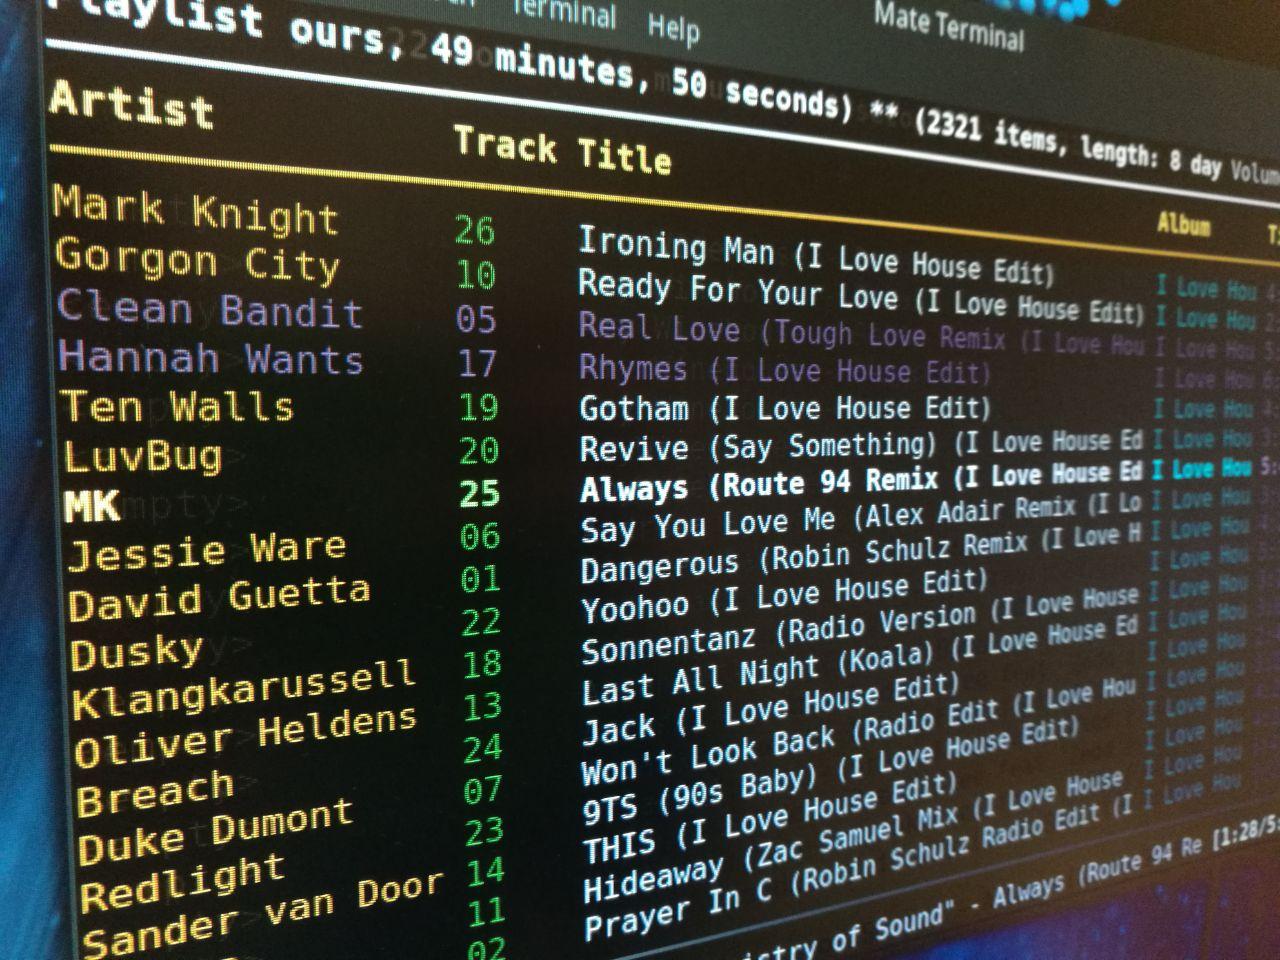 Terminal Help Mate Terminal
Playlist ours, 49 minutes, 50 seconds) ** (2321 items, length: 8 day Volum
Artist Track Title Album
Mark Knight 26 Ironing Man (I Love House Edit) I Love Hou
Gorgon City 10 Ready For Your Love (I Love House Edit) I Love Hou
Clean Bandit 05 Real Love (Tough Love Remix (I Love Hou I Love Hou
Hannah Wants 17 Rhymes (I Love House Edit) I Love Hou
Ten Walls 19 Gotham (I Love House Edit) I Love Hou
LuvBug 20 Revive (Say Something) (I Love House Ed I Love Hou
MK 25 Always (Route 94 Remix (I Love House Ed I Love Hou 5:
Jessie Ware 06 Say You Love Me (Alex Adair Remix (I Lo I Love Hou
David Guetta 01 Dangerous (Robin Schulz Remix (I Love H I Love Hou
Dusky 22 Yoohoo (I Love House Edit) I Love Hou
Klangkarussell 18 Sonnentanz (Radio Version (I Love House I Love Hou
Oliver Heldens 13 Last All Night (Koala) (I Love House Ed I Love Hou
Breach 24 Jack (I Love House Edit) I Love Hou
Duke Dumont 07 Won't Look Back (Radio Edit (I Love Hou I Love Hou
Redlight 23 9TS (90s Baby) (I Love House Edit) I Love Hou
Sander van Door 14 THIS (I Love House Edit) I Love Hou
11 Hideaway (Zac Samuel Mix (I Love House I Love Hou
02 Prayer In C (Robin Schulz Radio Edit (I I Love Hou
istry of Sound" - Always (Route 94 Re [1:28/5: